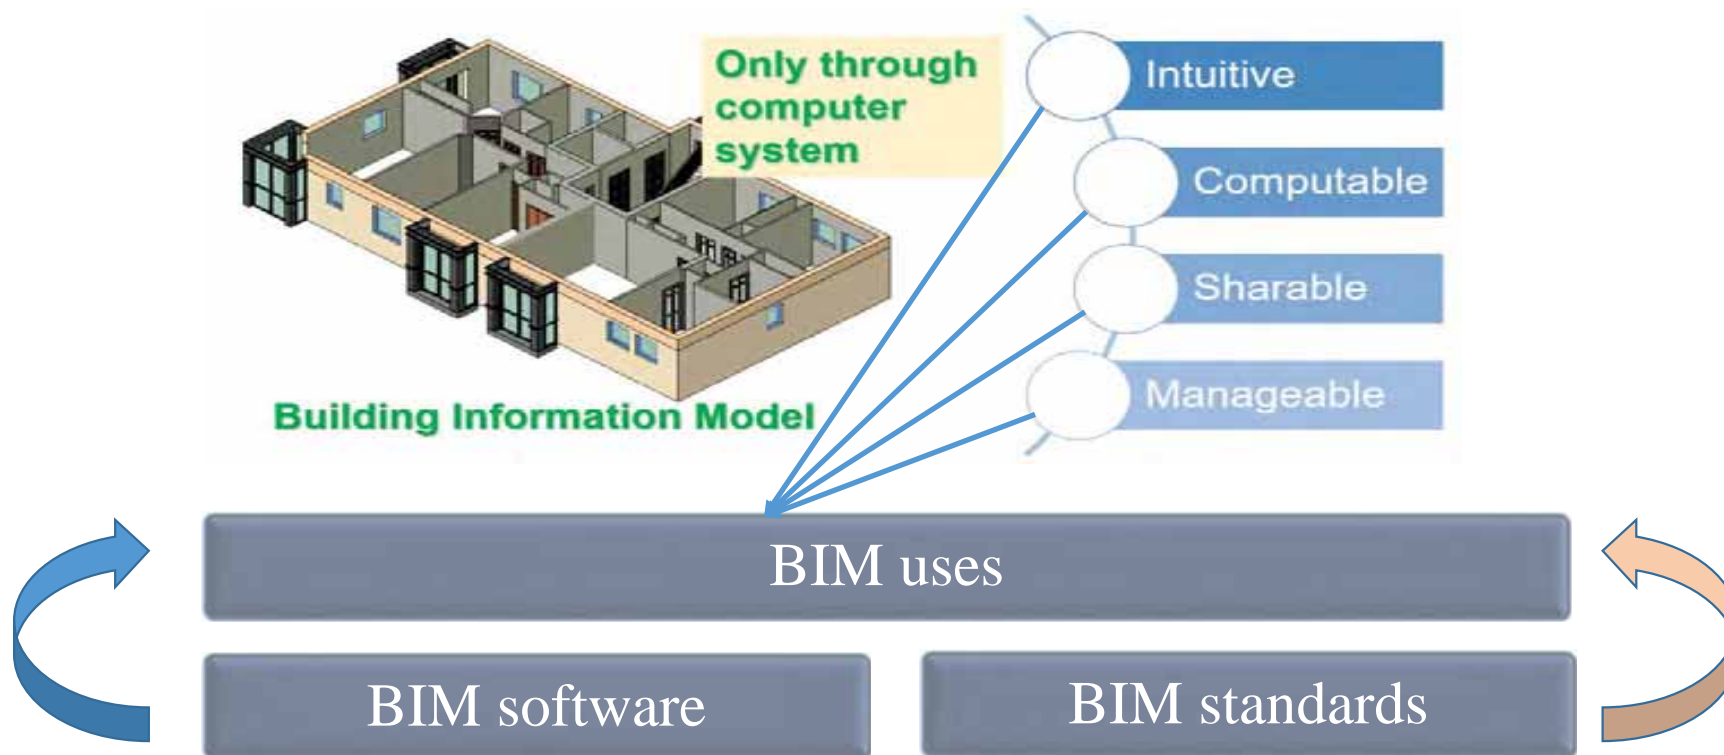 Only through
computer
system
Building Information Model
Intuitive
Computable
Sharable
Manageable
BIM uses
BIM software
BIM standards